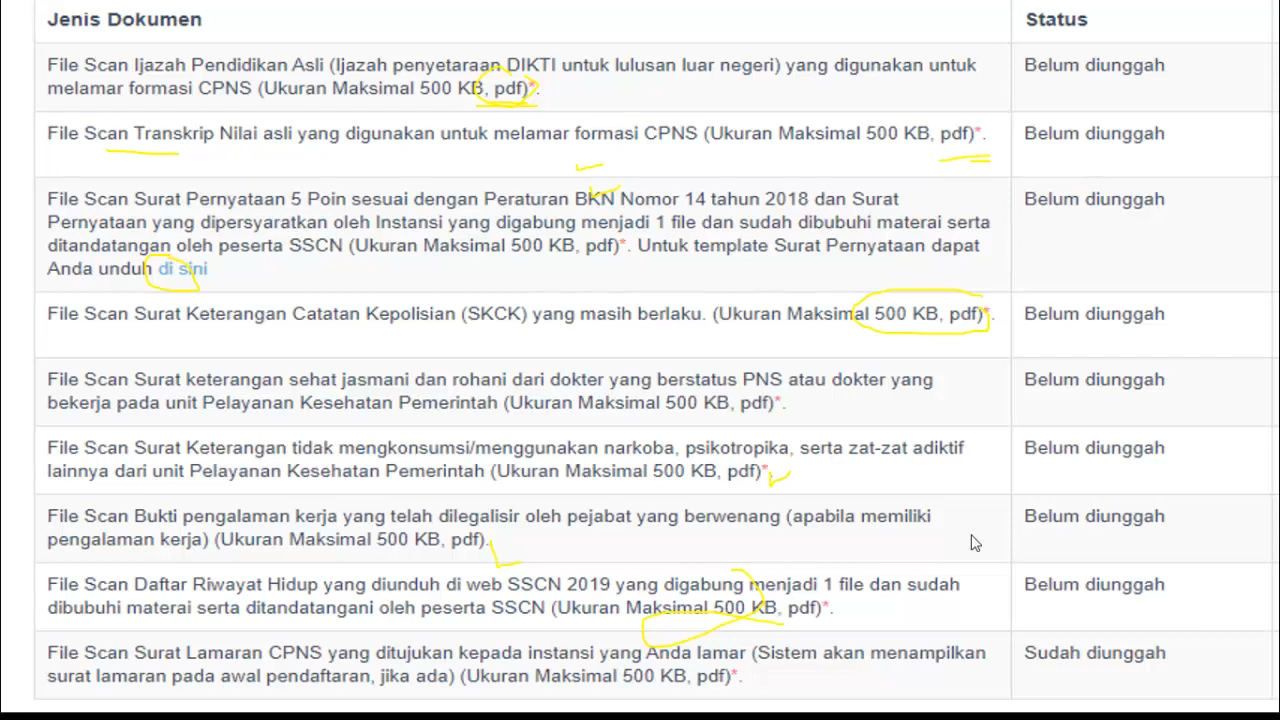 Jenis Dokumen
Status
File Scan Ijazah Pendidikan Asli (Ijazah penyetaraan DIKTI untuk lulusan luar negeri) yang digunakan untuk
melamar formasi CPNS (Ukuran Maksimal 500 KB, pdf)*.
Belum diunggah
File Scan Transkrip Nilai asli yang digunakan untuk melamar formasi CPNS (Ukuran Maksimal 500 KB, pdf)*.
Belum diunggah
File Scan Surat Pernyataan 5 Poin sesuai dengan Peraturan BKN Nomor 14 tahun 2018 dan Surat
Pernyataan yang dipersyaratkan oleh Instansi yang digabung menjadi 1 file dan sudah dibubuhi materai serta
ditandatangan oleh peserta SSCN (Ukuran Maksimal 500 KB, pdf)*. Untuk template Surat Pernyataan dapat
Anda unduh di sini
Belum diunggah
File Scan Surat Keterangan Catatan Kepolisian (SKCK) yang masih berlaku. (Ukuran Maksimal 500 KB, pdf)*.
Belum diunggah
File Scan Surat keterangan sehat jasmani dan rohani dari dokter yang berstatus PNS atau dokter yang
bekerja pada unit Pelayanan Kesehatan Pemerintah (Ukuran Maksimal 500 KB, pdf)*.
Belum diunggah
File Scan Surat Keterangan tidak mengkonsumsi/menggunakan narkoba, psikotropika, serta zat-zat adiktif
lainnya dari unit Pelayanan Kesehatan Pemerintah (Ukuran Maksimal 500 KB, pdf)*
Belum diunggah
File Scan Bukti pengalaman kerja yang telah dilegalisir oleh pejabat yang berwenang (apabila memiliki
pengalaman kerja) (Ukuran Maksimal 500 KB, pdf).
Belum diunggah
File Scan Daftar Riwayat Hidup yang diunduh di web SSCN 2019 yang digabung menjadi 1 file dan sudah
dibubuhi materai serta ditandatangani oleh peserta SSCN (Ukuran Maksimal 500 KB, pdf)*.
Belum diunggah
File Scan Surat Lamaran CPNS yang ditujukan kepada instansi yang Anda lamar (Sistem akan menampilkan
surat lamaran pada awal pendaftaran, jika ada) (Ukuran Maksimal 500 KB, pdf)*.
Sudah diunggah